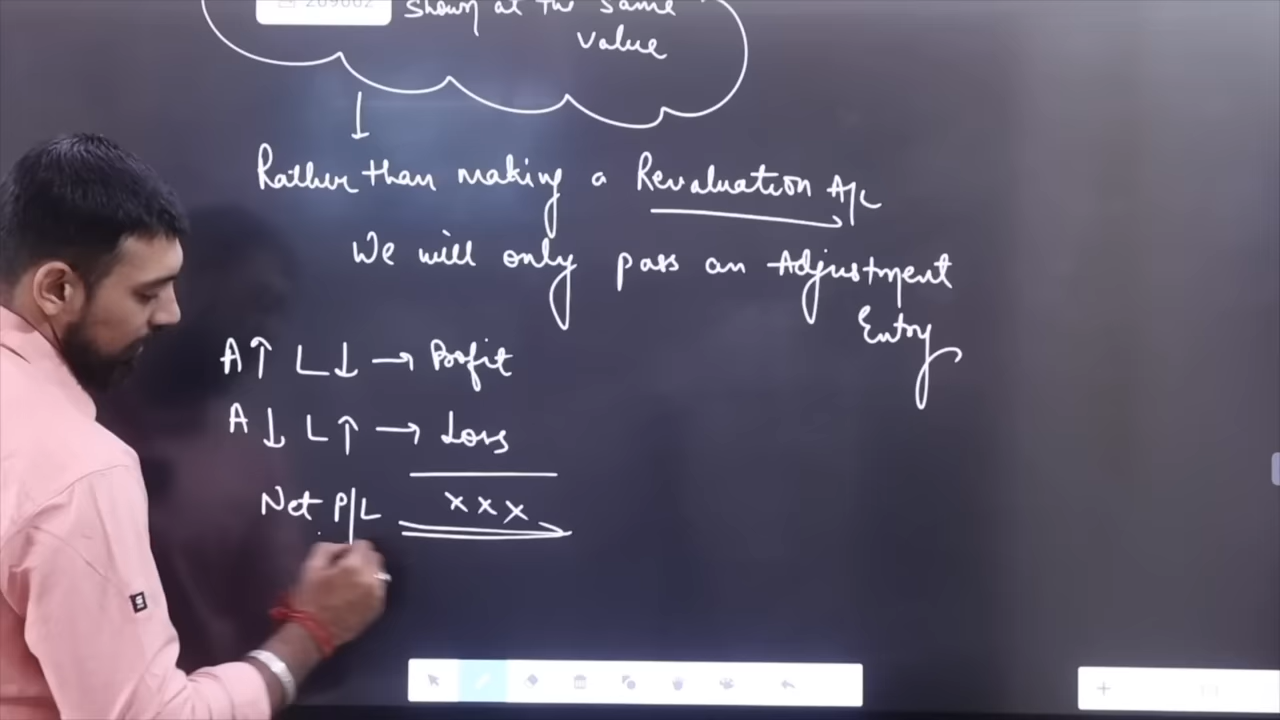 shown at the same
value
Rather than making a Revaluation A/c
We will only pass an Adjustment
Entry
A↑ L↓ → Profit
A↓ L↑ → Loss
Net P/L x x x